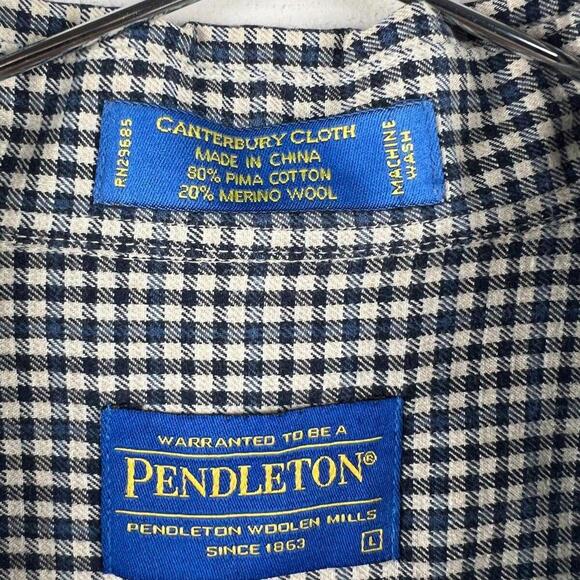 CANTERBURY CLOTH
MADE IN CHINA
80% PIMA COTTON
20% MERINO WOOL
RN29685
MACHINE
WASH
WARRANTED TO BE A
PENDLETON®
PENDLETON WOOLEN MILLS
SINCE 1863
L